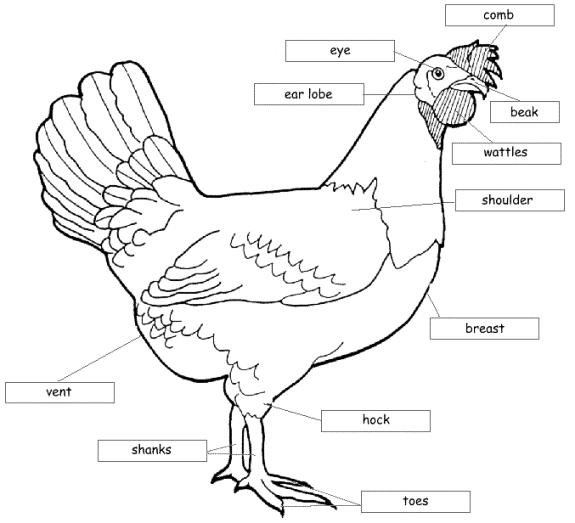 comb
eye
ear lobe
beak
wattles
shoulder
breast
vent
hock
shanks
toes